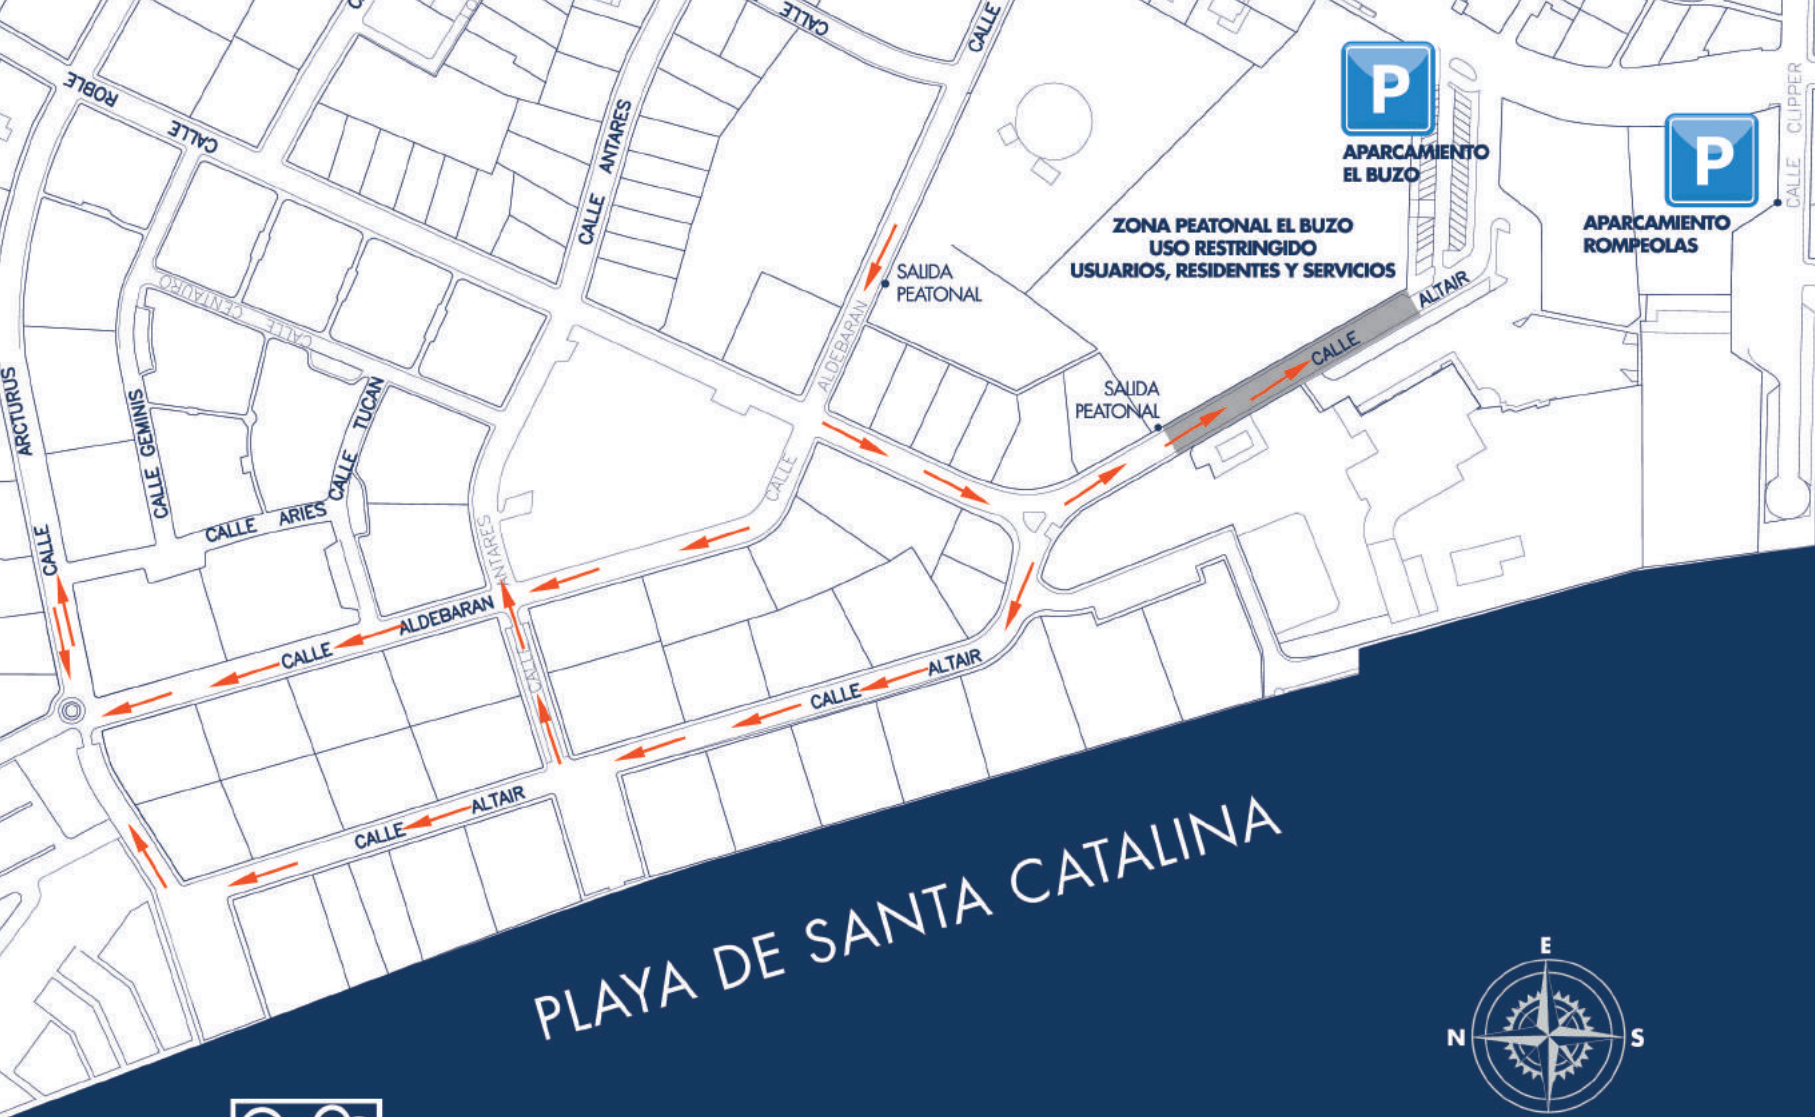 CALLE
CALLE
ROBLE
CALLE
CALLE
ANTARES
CALLE CLIPPER
APARCAMIENTO
EL BUZO
APARCAMIENTO
ROMPEOLAS
ZONA PEATONAL EL BUZO
USO RESTRINGIDO
USUARIOS, RESIDENTES Y SERVICIOS
P
P
SALIDA
PEATONAL
ALDEBARAN
CALLE
CALLE
ALTAIR
SALIDA
PEATONAL
CALLE CENTAURO
ARCTURUS
CALLE
CALLE GEMINIS
CALLE TUCAN
CALLE ARIES
ANTARES
CALLE
CALLE ALDEBARAN
CALLE ALTAIR
CALLE ALTAIR
PLAYA DE SANTA CATALINA
E
N
S